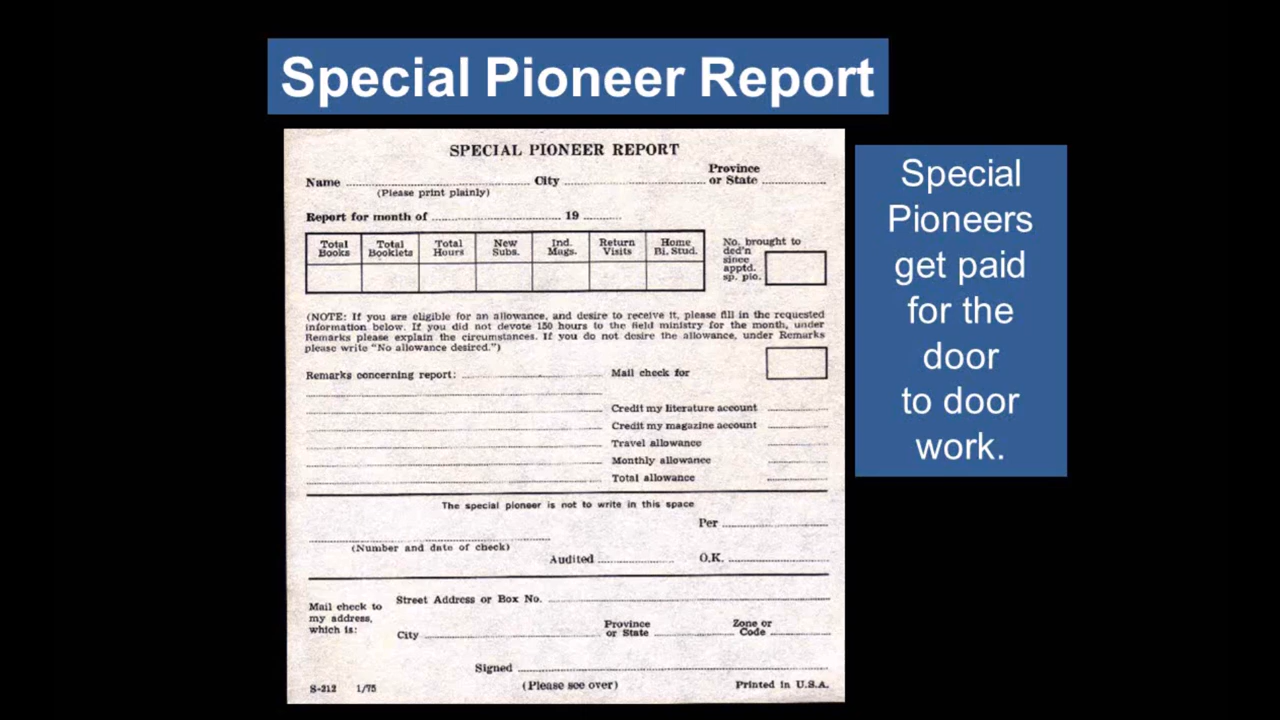 Special Pioneer Report
SPECIAL PIONEER REPORT
Name ........ City ........ Province or State ........
(Please print plainly)
Report for month of ........ 19 ........
Total Books
Total Booklets
Total Hours
New Subs.
Ind. Mags.
Return Visits
Home Bi. Stud.
No. brought to
ded'n
since
apptd.
sp. pio.
(NOTE: If you are eligible for an allowance, and desire to receive it, please fill in the requested
information below. If you did not devote 150 hours to the field ministry for the month, under
Remarks please explain the circumstances. If you do not desire the allowance, under Remarks
please write "No allowance desired.")
Remarks concerning report: ........
Mail check for
Credit my literature account ........
Credit my magazine account ........
Travel allowance ........
Monthly allowance ........
Total allowance ........
The special pioneer is not to write in this space
Per ........
(Number and date of check)
Audited ........ O.K. ........
Mail check to
my address,
which is:
Street Address or Box No. ........
City ........ Province or State ........ Zone or Code ........
Signed ........
S-212 1/75 (Please see over) Printed in U.S.A.
Special
Pioneers
get paid
for the
door
to door
work.